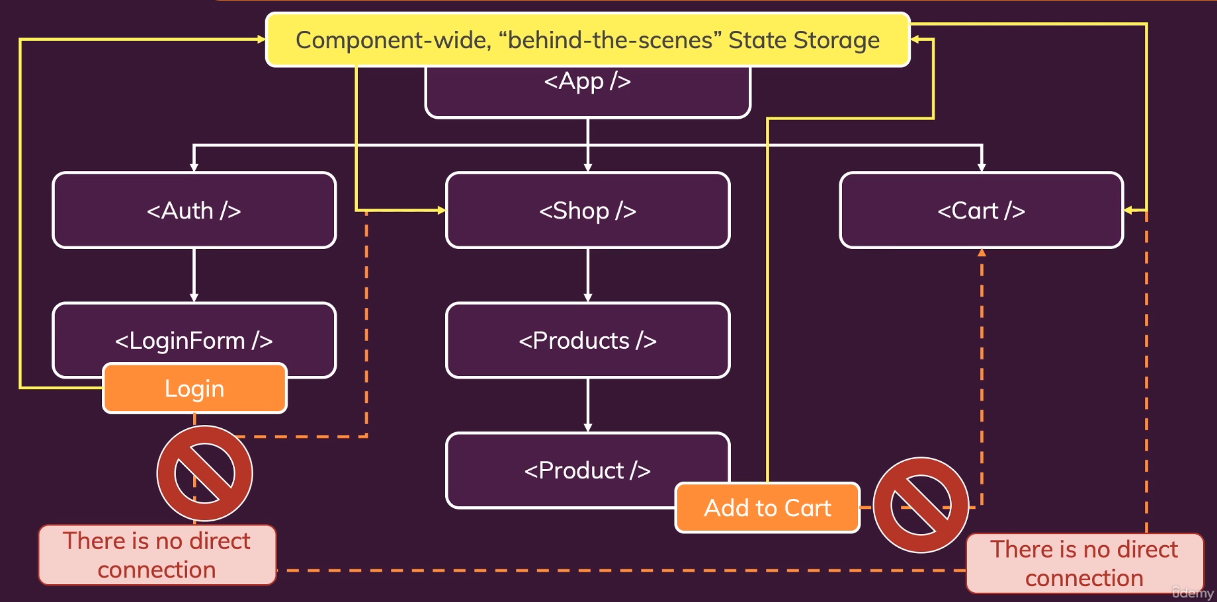 Component-wide, “behind-the-scenes” State Storage
<App />
<Auth />
<Shop />
<Cart />
<LoginForm />
<Products />
Login
<Product />
Add to Cart
There is no direct
connection
There is no direct
connection
ûdemy